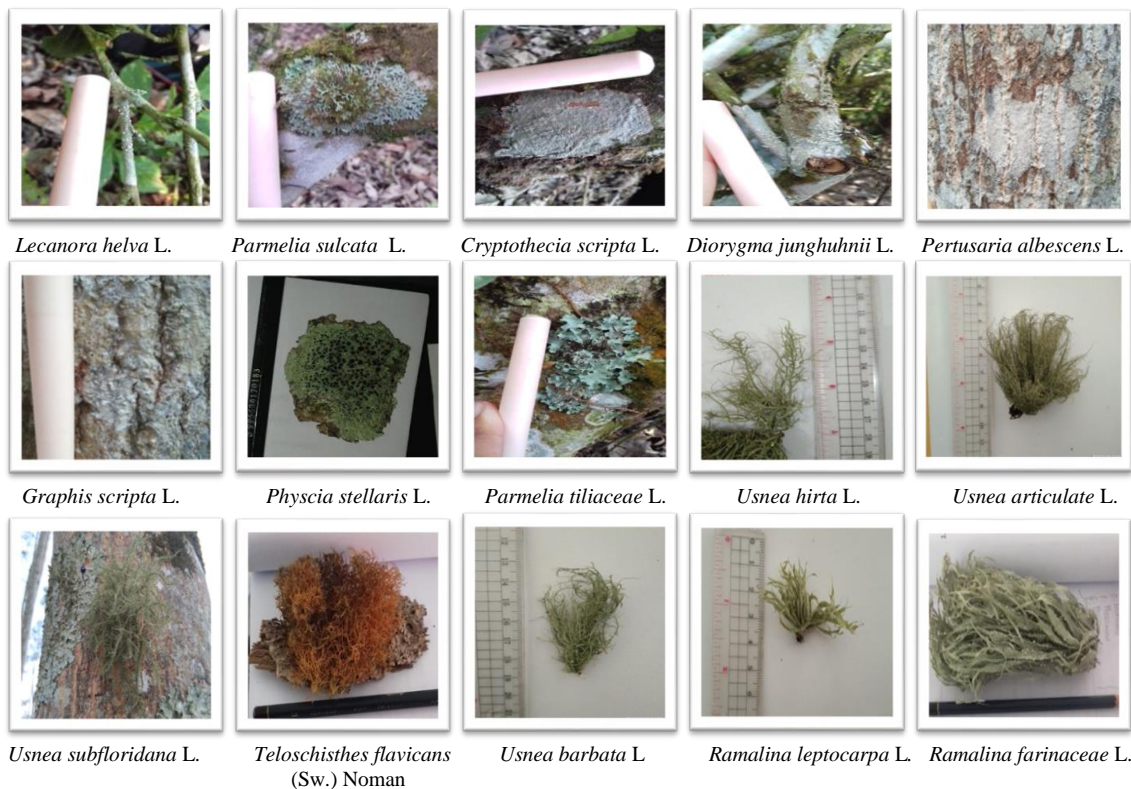 Lecanora helva L.
Parmelia sulcata L.
Cryptothecia scripta L.
Diorygma junghuhnii L.
Pertusaria albescens L.
Graphis scripta L.
Physcia stellaris L.
Parmelia tiliaceae L.
Usnea hirta L.
Usnea articulate L.
Usnea subfloridana L.
Teloschisthes flavicans
(Sw.) Noman
Usnea barbata L
Ramalina leptocarpa L.
Ramalina farinaceae L.